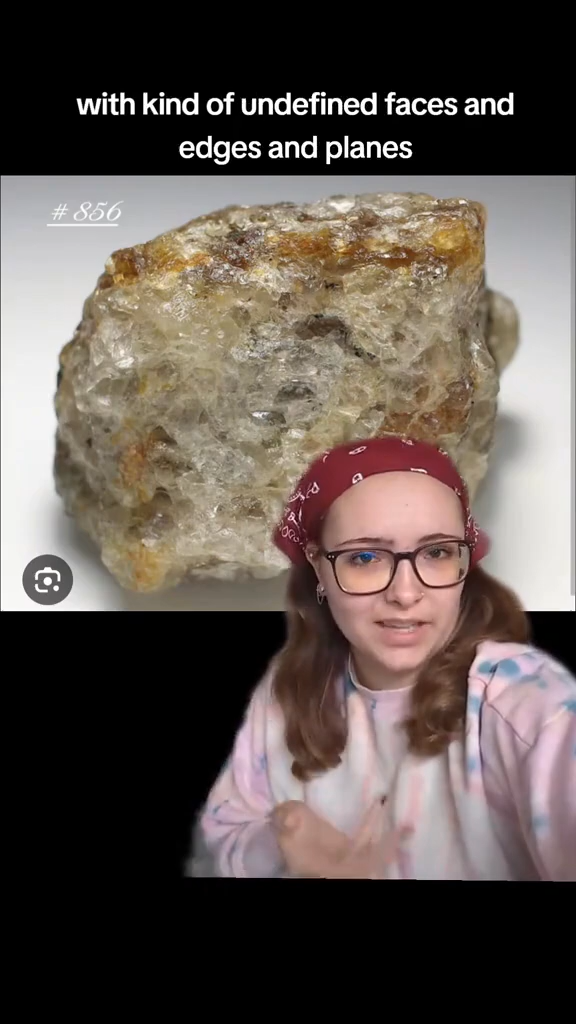 with kind of undefined faces and
edges and planes
# 856